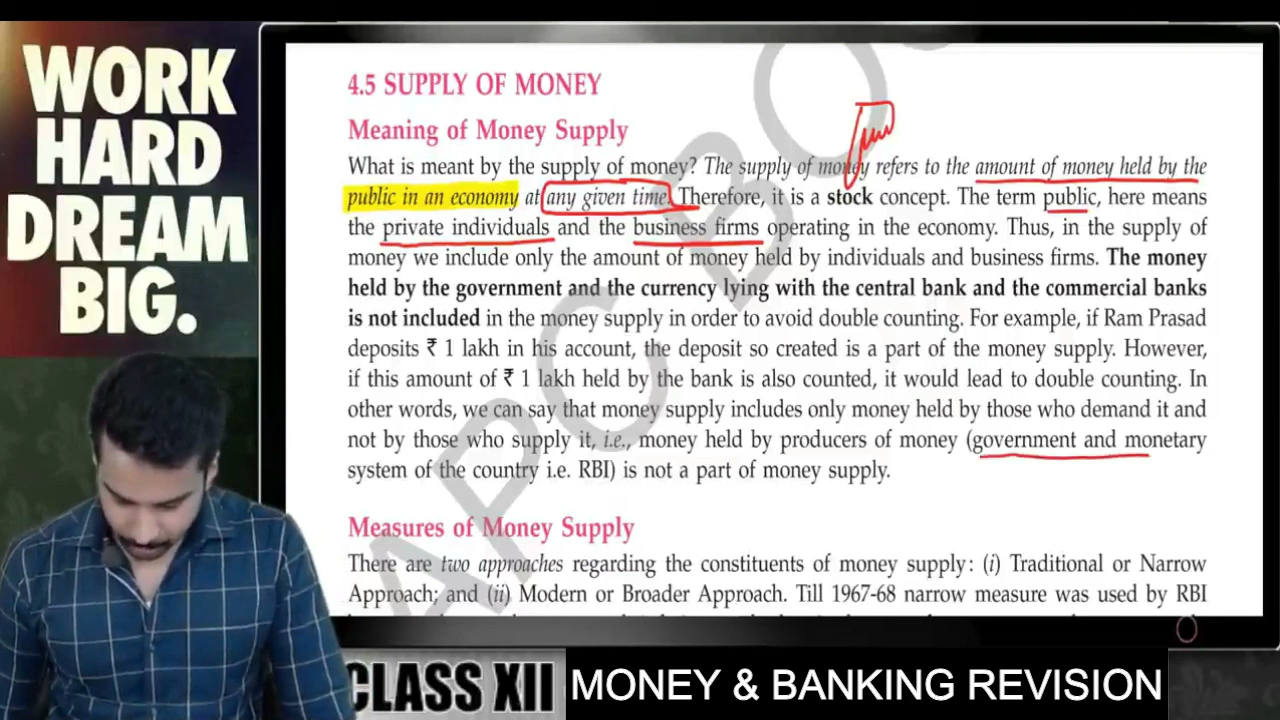 WORK
HARD
DREAM
BIG.
4.5 SUPPLY OF MONEY
Meaning of Money Supply
What is meant by the supply of money? The supply of money refers to the amount of money held by the
public in an economy at any given time. Therefore, it is a stock concept. The term public, here means
the private individuals and the business firms operating in the economy. Thus, in the supply of
money we include only the amount of money held by individuals and business firms. The money
held by the government and the currency lying with the central bank and the commercial banks
is not included in the money supply in order to avoid double counting. For example, if Ram Prasad
deposits ₹ 1 lakh in his account, the deposit so created is a part of the money supply. However,
if this amount of ₹ 1 lakh held by the bank is also counted, it would lead to double counting. In
other words, we can say that money supply includes only money held by those who demand it and
not by those who supply it, i.e., money held by producers of money (government and monetary
system of the country i.e. RBI) is not a part of money supply.
Measures of Money Supply
There are two approaches regarding the constituents of money supply: (i) Traditional or Narrow
Approach; and (ii) Modern or Broader Approach. Till 1967-68 narrow measure was used by RBI
CLASS XII
MONEY & BANKING REVISION